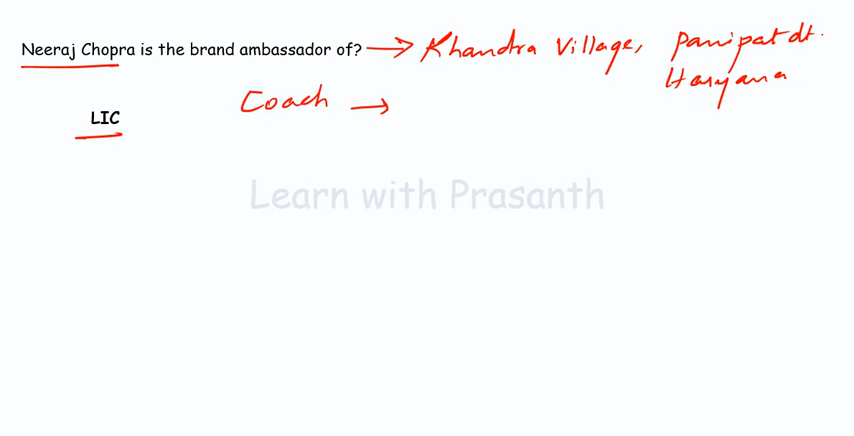 Neeraj Chopra is the brand ambassador of? → Khandra Village, Panipat dt.
Haryana
Coach →
LIC
Learn with Prasanth